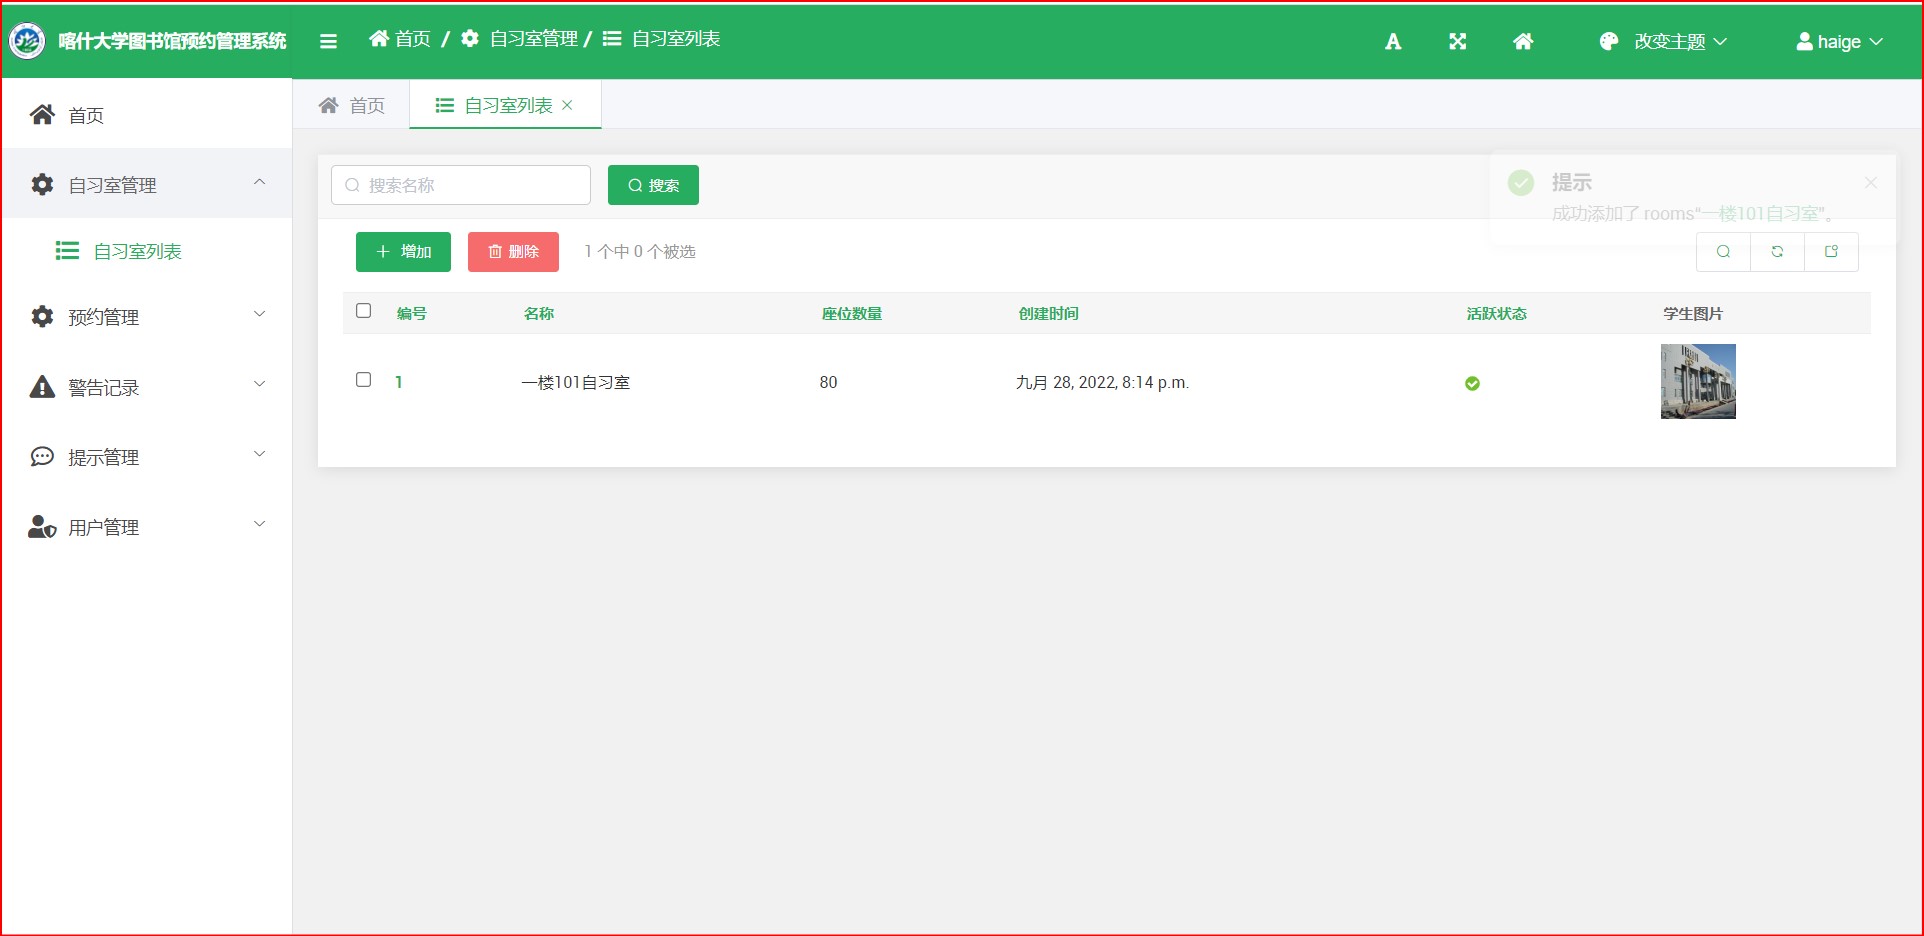 喀什大学图书馆预约管理系统
首页 / 自习室管理 / 自习室列表
改变主题
haige
首页
自习室管理
自习室列表
预约管理
警告记录
提示管理
用户管理
首页
自习室列表
搜索名称
搜索
提示
成功添加了 rooms“一楼101自习室”。
增加
删除
1 个中 0 个被选
编号 名称 座位数量 创建时间 活跃状态 学生图片
1 一楼101自习室 80 九月 28, 2022, 8:14 p.m.